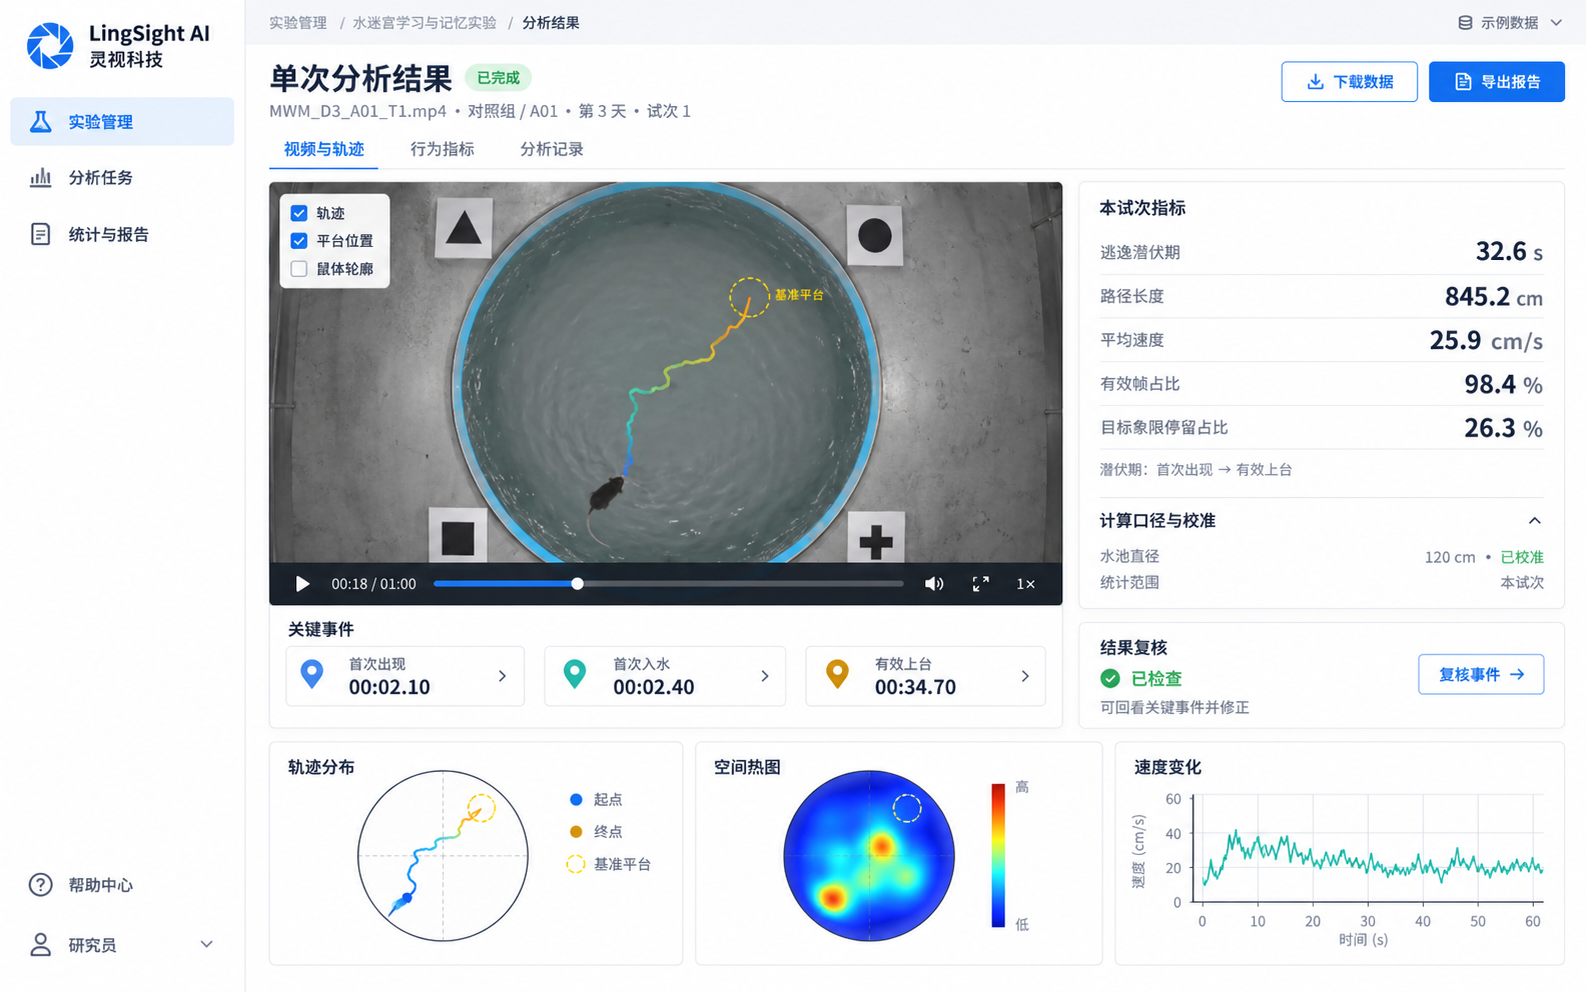 LingSight AI
灵视科技
实验管理
分析任务
统计与报告
帮助中心
研究员
实验管理 / 水迷宫学习与记忆实验 / 分析结果
示例数据
单次分析结果 已完成
MWM_D3_A01_T1.mp4 • 对照组 / A01 • 第 3 天 • 试次 1
下载数据
导出报告
视频与轨迹 行为指标 分析记录
轨迹
平台位置
鼠体轮廓
基准平台
00:18 / 01:00
1×
关键事件
首次出现
00:02.10
首次入水
00:02.40
有效上台
00:34.70
本试次指标
逃逸潜伏期 32.6 s
路径长度 845.2 cm
平均速度 25.9 cm/s
有效帧占比 98.4 %
目标象限停留占比 26.3 %
潜伏期：首次出现 → 有效上台
计算口径与校准
水池直径 120 cm • 已校准
统计范围 本试次
结果复核
已检查
可回看关键事件并修正
复核事件 →
轨迹分布
起点
终点
基准平台
空间热图
高
低
速度变化
速度 (cm/s)
60
40
20
0
0 10 20 30 40 50 60
时间 (s)